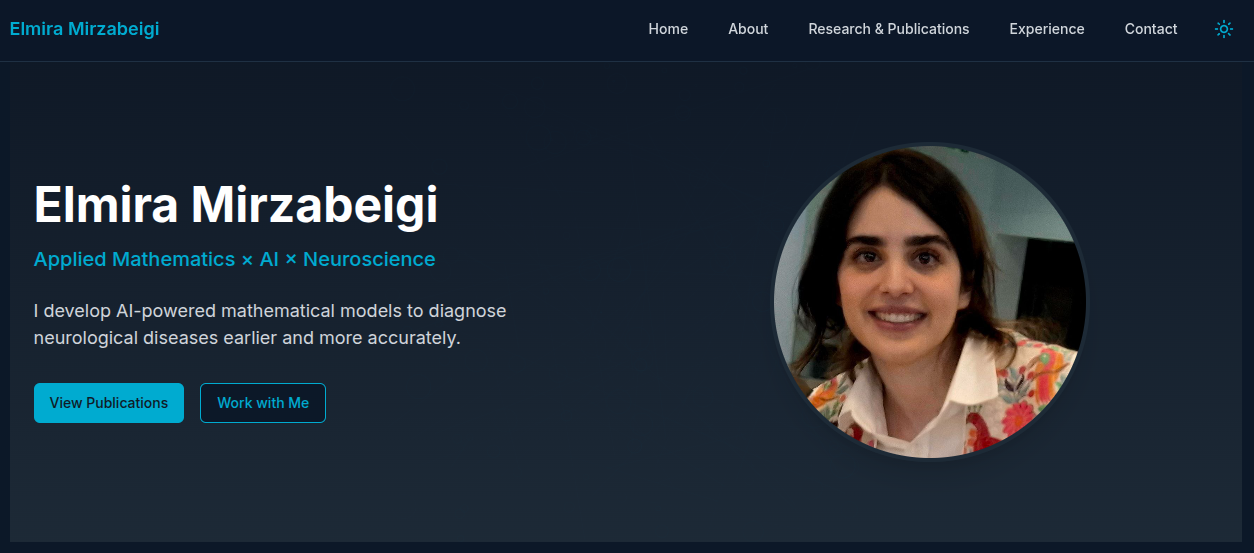 Elmira Mirzabeigi
Home About Research & Publications Experience Contact
Elmira Mirzabeigi
Applied Mathematics × AI × Neuroscience
I develop AI-powered mathematical models to diagnose
neurological diseases earlier and more accurately.
View Publications Work with Me